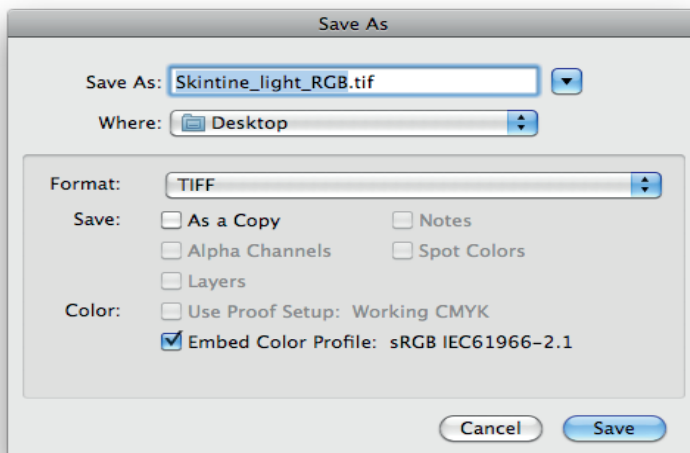 Save As
Save As: Skintine_light_RGB.tif
Where: Desktop
Format: TIFF
Save: As a Copy Notes
Alpha Channels Spot Colors
Layers
Color: Use Proof Setup: Working CMYK
Embed Color Profile: sRGB IEC61966-2.1
Cancel Save